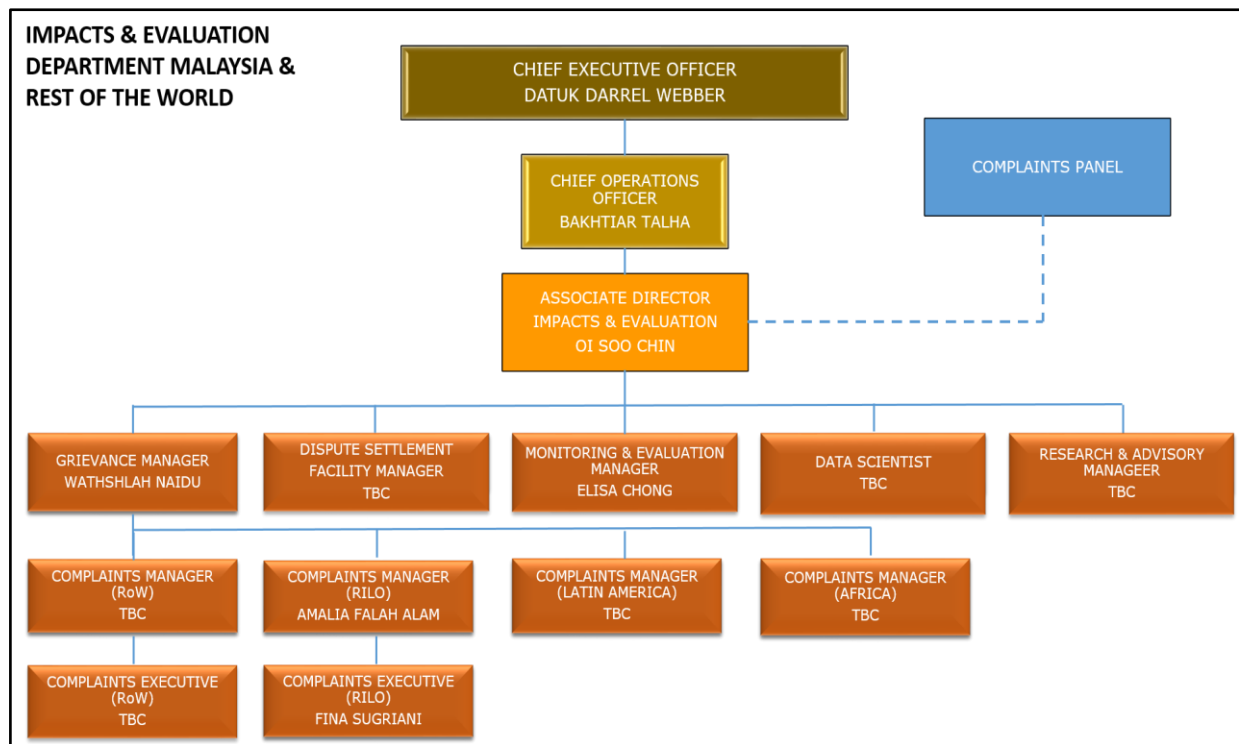 IMPACTS & EVALUATION
DEPARTMENT MALAYSIA &
REST OF THE WORLD
CHIEF EXECUTIVE OFFICER
DATUK DARREL WEBBER
COMPLAINTS PANEL
CHIEF OPERATIONS
OFFICER
BAKHTIAR TALHA
ASSOCIATE DIRECTOR
IMPACTS & EVALUATION
OI SOO CHIN
GRIEVANCE MANAGER
WATHSHLAH NAIDU
DISPUTE SETTLEMENT
FACILITY MANAGER
TBC
MONITORING & EVALUATION
MANAGER
ELISA CHONG
DATA SCIENTIST
TBC
RESEARCH & ADVISORY
MANAGEER
TBC
COMPLAINTS MANAGER
(RoW)
TBC
COMPLAINTS MANAGER
(RILO)
AMALIA FALAH ALAM
COMPLAINTS MANAGER
(LATIN AMERICA)
TBC
COMPLAINTS MANAGER
(AFRICA)
TBC
COMPLAINTS EXECUTIVE
(RoW)
TBC
COMPLAINTS EXECUTIVE
(RILO)
FINA SUGRIANI